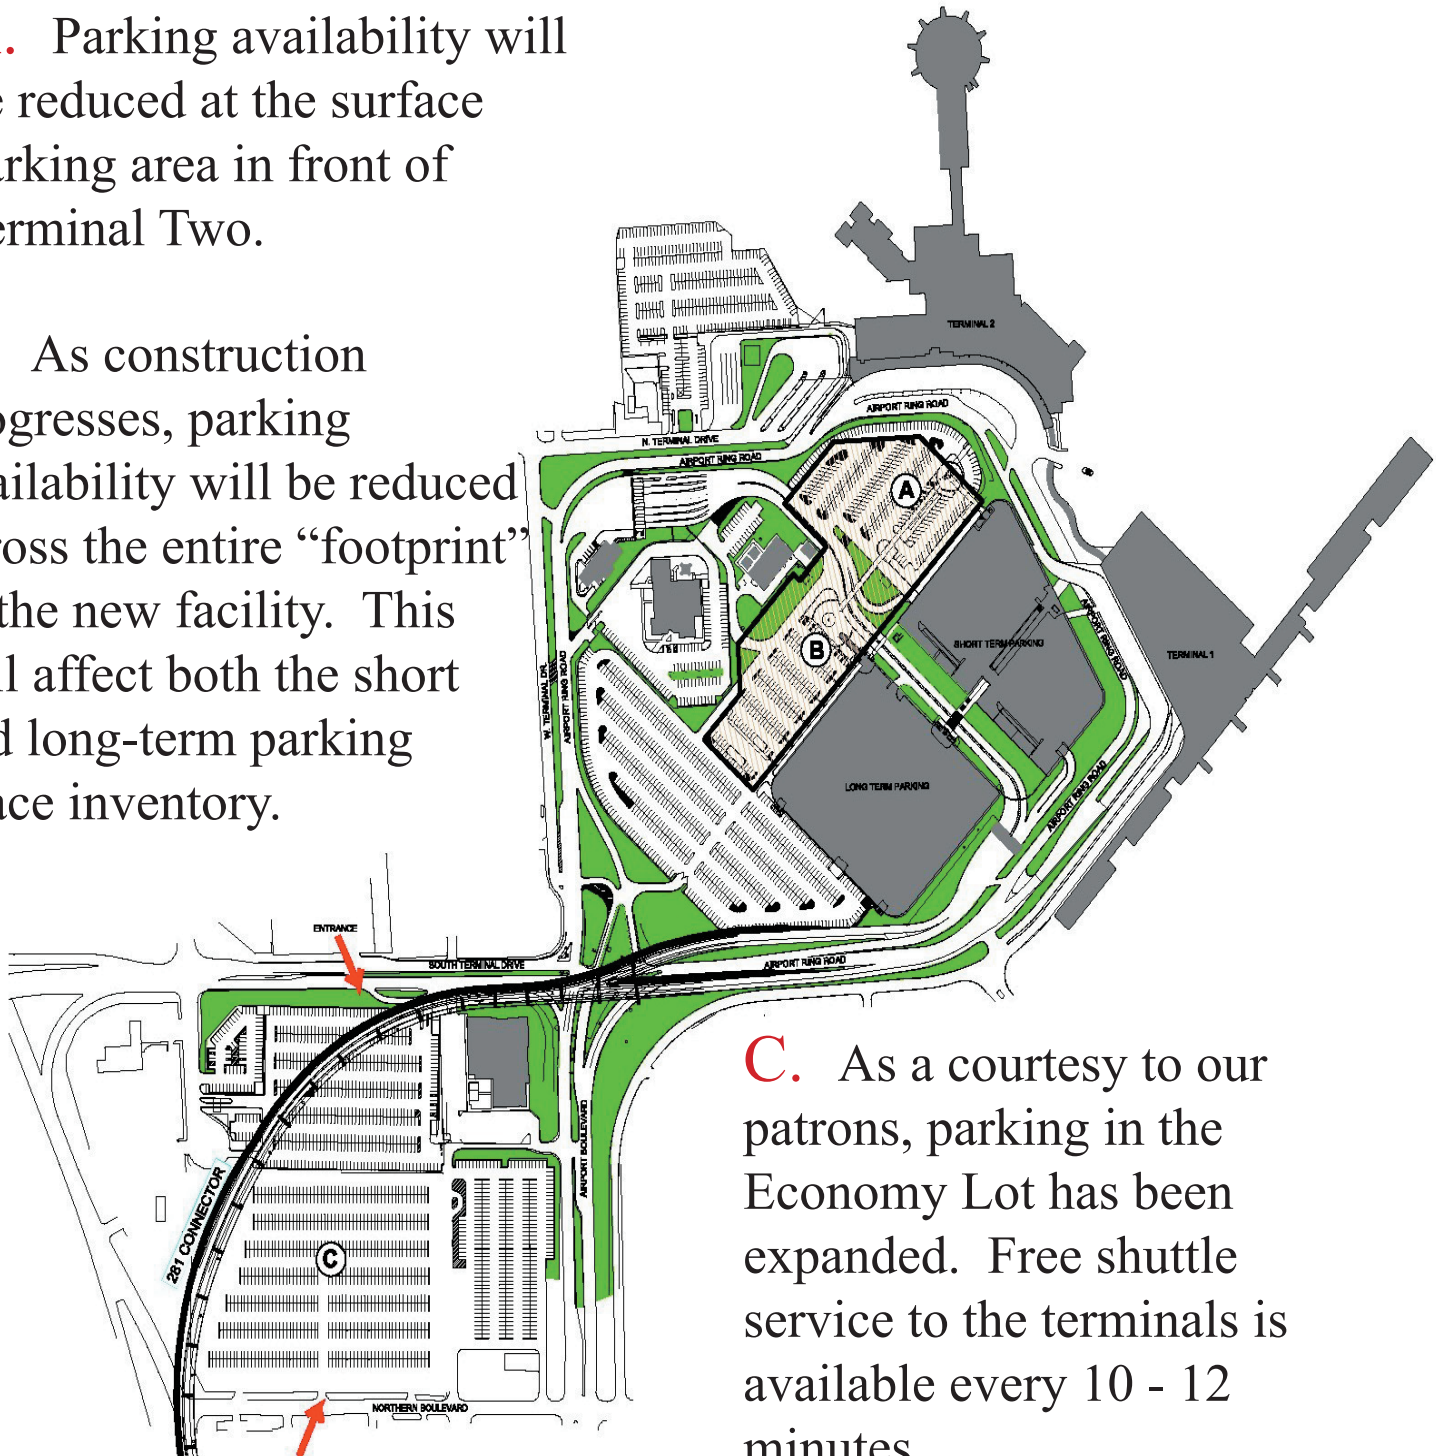 . Parking availability will
e reduced at the surface
arking area in front of
erminal Two.
As construction
ogresses, parking
ailability will be reduced
ross the entire “footprint”
the new facility. This
ll affect both the short
d long-term parking
ace inventory.
TERMINAL 2
AIRPORT RING ROAD
N. TERMINAL DRIVE
AIRPORT RING ROAD
A
B
SHORT TERM PARKING
AIRPORT RING ROAD
TERMINAL 1
W. TERMINAL DR.
AIRPORT RING ROAD
LONG TERM PARKING
AIRPORT RING ROAD
ENTRANCE
SOUTH TERMINAL DRIVE
AIRPORT RING ROAD
281 CONNECTOR
AIRPORT BOULEVARD
C
NORTHERN BOULEVARD
C. As a courtesy to our
patrons, parking in the
Economy Lot has been
expanded. Free shuttle
service to the terminals is
available every 10 - 12
minutes